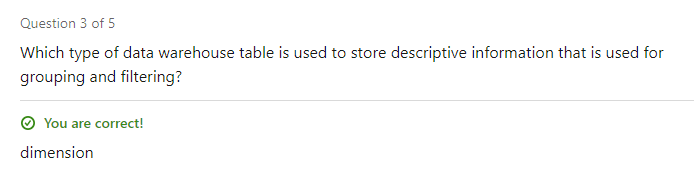 Question 3 of 5
Which type of data warehouse table is used to store descriptive information that is used for
grouping and filtering?
You are correct!
dimension